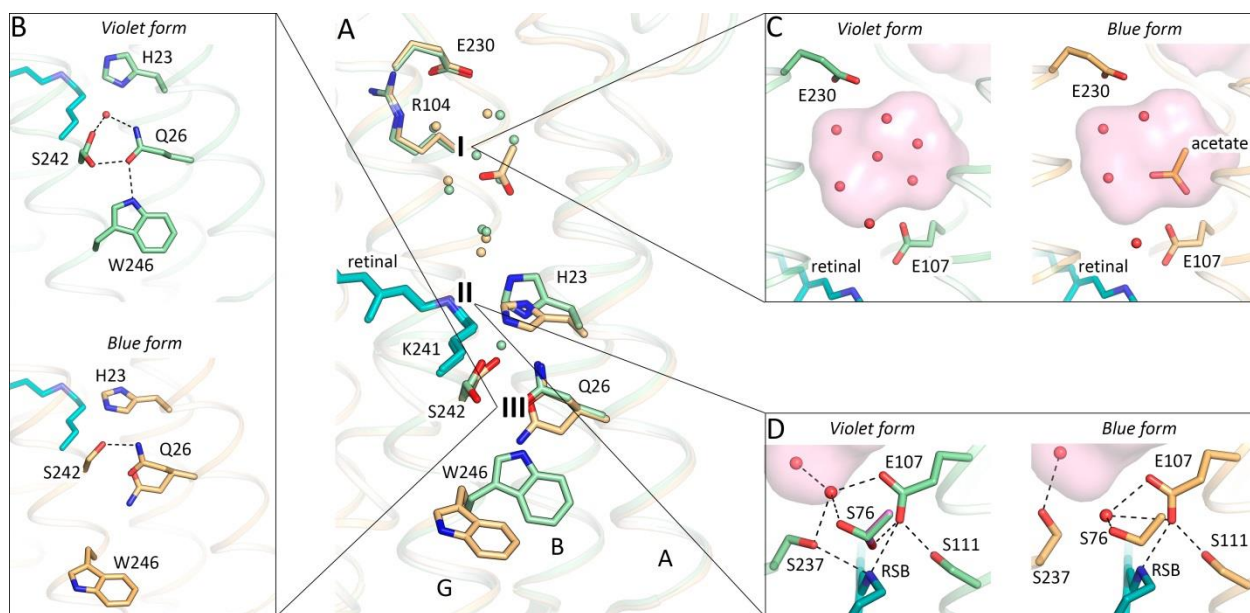 B
Violet form
H23
Q26
S242
W246
Blue form
H23
Q26
S242
W246
A
E230
R104
I
retinal
II
H23
K241
Q26
S242
III
W246
B
A
G
C
Violet form
Blue form
E230
E230
acetate
E107
E107
retinal
retinal
D
Violet form
Blue form
E107
E107
S76
S76
S111
S111
S237
S237
RSB
RSB